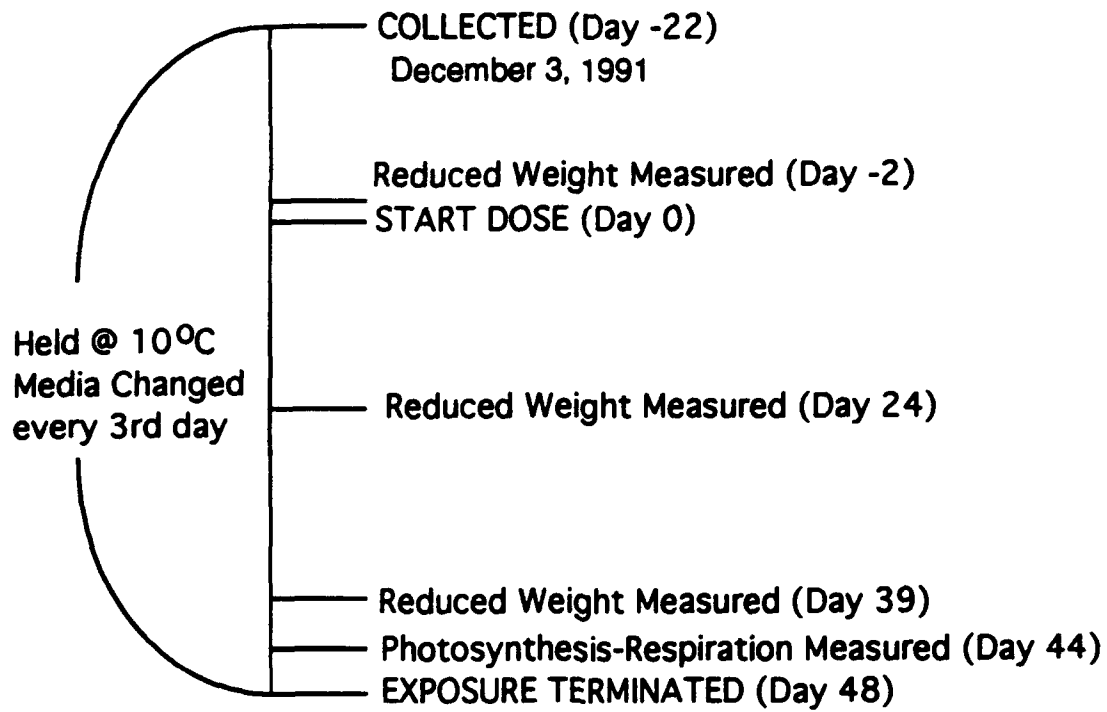 COLLECTED (Day -22)
December 3, 1991
Reduced Weight Measured (Day -2)
START DOSE (Day 0)
Held @ 10°C
Media Changed
every 3rd day
Reduced Weight Measured (Day 24)
Reduced Weight Measured (Day 39)
Photosynthesis-Respiration Measured (Day 44)
EXPOSURE TERMINATED (Day 48)